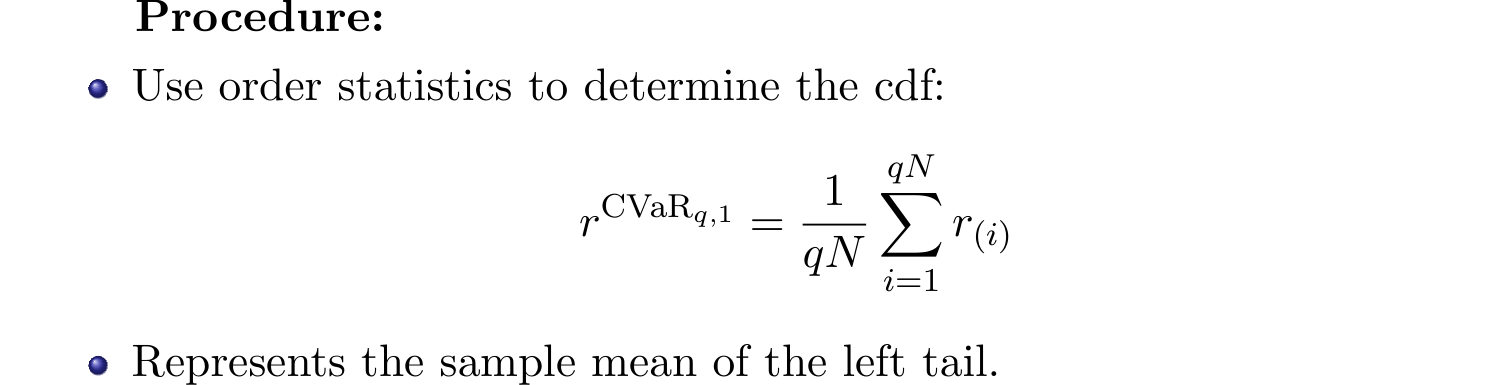 Procedure:
Use order statistics to determine the cdf:
r^{CVaR_{q,1}} = \frac{1}{qN} \sum_{i=1}^{qN} r_{(i)}
Represents the sample mean of the left tail.